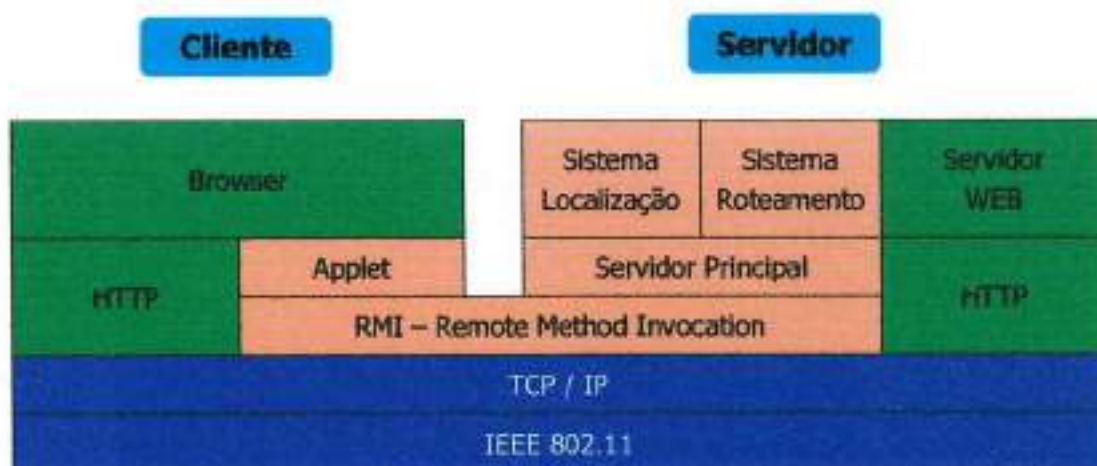 Cliente
Servidor
Browser
Sistema
Localização
Sistema
Roteamento
Servidor
WEB
HTTP
Applet
Servidor Principal
HTTP
RMI – Remote Method Invocation
TCP / IP
IEEE 802.11